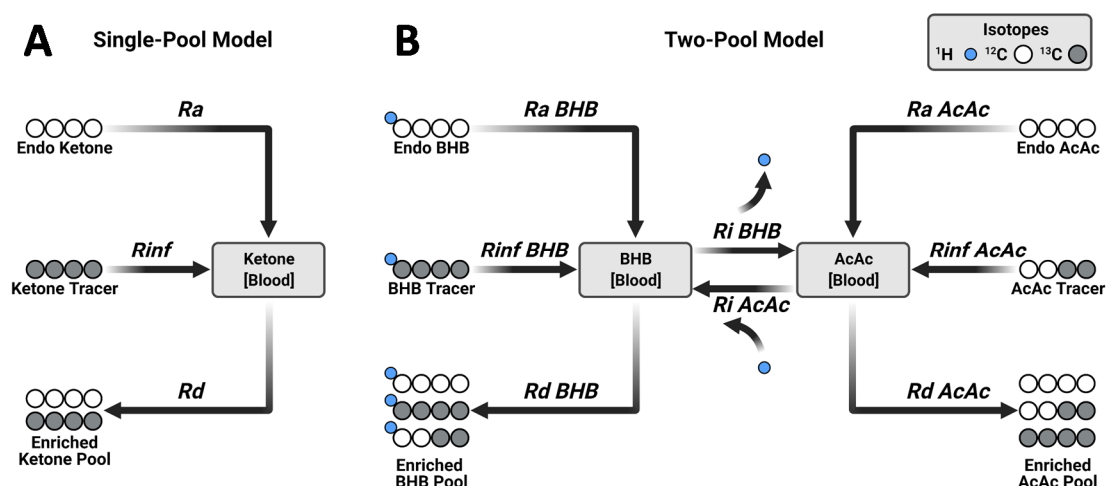 A
Single-Pool Model
Ra
Endo Ketone
Rinf
Ketone Tracer
Ketone
[Blood]
Rd
Enriched
Ketone Pool
B
Two-Pool Model
Isotopes
¹H
¹²C
¹³C
Ra BHB
Endo BHB
Ra AcAc
Endo AcAc
Rinf BHB
BHB Tracer
BHB
[Blood]
Ri BHB
Ri AcAc
AcAc
[Blood]
Rinf AcAc
AcAc Tracer
Rd BHB
Enriched
BHB Pool
Rd AcAc
Enriched
AcAc Pool